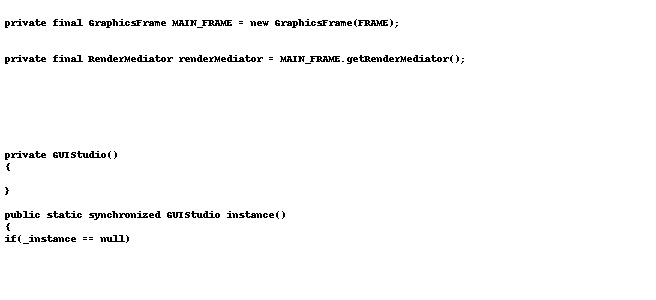 private final GraphicsFrame MAIN_FRAME = new GraphicsFrame(FRAME);
private final RenderMediator renderMediator = MAIN_FRAME.getRenderMediator();
private GUIStudio()
{
}
public static synchronized GUIStudio instance()
{
if(_instance == null)